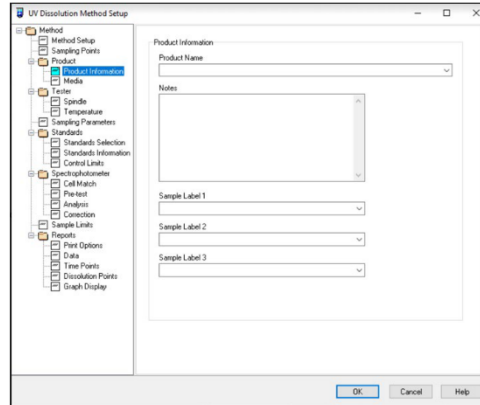 UV Dissolution Method Setup
Method
Method Setup
Sampling Points
Product
Product Information
Media
Tester
Spindle
Temperature
Sampling Parameters
Standards
Standards Selection
Standards Information
Control Limits
Spectrophotometer
Cell Match
Pre-test
Analysis
Correction
Sample Limits
Reports
Print Options
Data
Time Points
Dissolution Points
Graph Display
Product Information
Product Name
Notes
Sample Label 1
Sample Label 2
Sample Label 3
OK Cancel Help